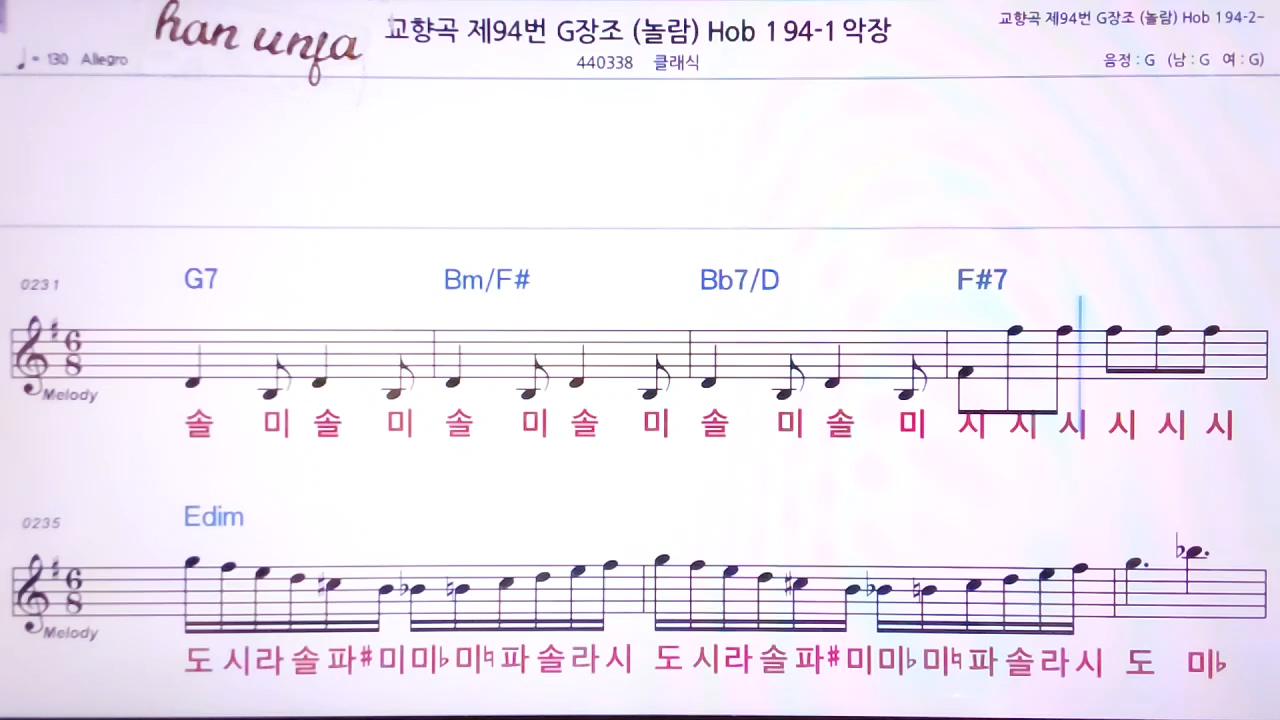 han unfa
교향곡 제94번 G장조 (놀람) Hob 1 94-1 악장
교향곡 제94번 G장조 (놀람) Hob 1 94-2-
♩ = 130 Allegro
440338 클래식
음정 : G (남 : G 여 : G)
0231
G7 Bm/F# Bb7/D F#7
6 8
Melody
솔 미 솔 미 솔 미 솔 미 솔 미 솔 미 시 시 시 시 시 시
0235
Edim
6 8
Melody
도 시 라 솔 파# 미 미♭ 미♮ 파 솔 라 시 도 시 라 솔 파# 미 미♭ 미♮ 파 솔 라 시 도 미♭